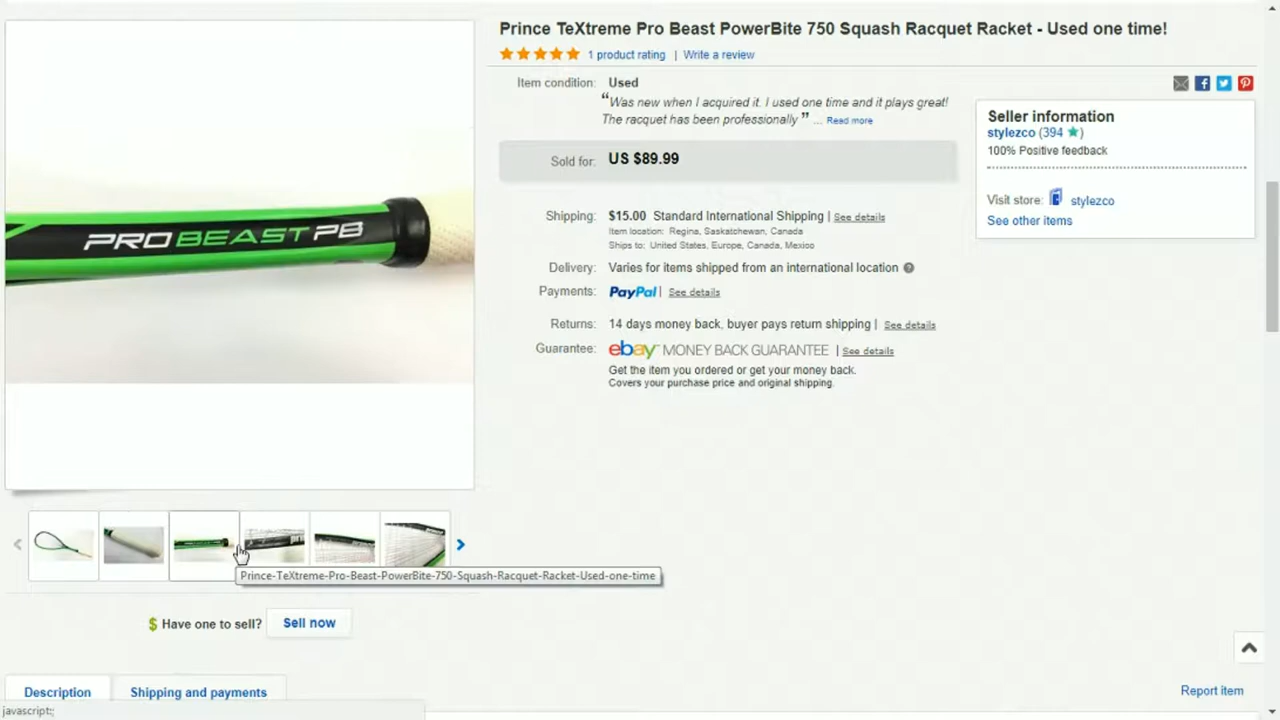 Prince TeXtreme Pro Beast PowerBite 750 Squash Racquet Racket - Used one time!
1 product rating | Write a review
Item condition: Used
“Was new when I acquired it. I used one time and it plays great!
The racquet has been professionally ” ... Read more
Sold for: US $89.99
Shipping: $15.00 Standard International Shipping | See details
Item location: Regina, Saskatchewan, Canada
Ships to: United States, Europe, Canada, Mexico
Delivery: Varies for items shipped from an international location
Payments: PayPal | See details
Returns: 14 days money back, buyer pays return shipping | See details
Guarantee: ebay MONEY BACK GUARANTEE | See details
Get the item you ordered or get your money back.
Covers your purchase price and original shipping.
Seller information
stylezco (394 ★)
100% Positive feedback
Visit store: stylezco
See other items
PRO BEAST PB
Prince-TeXtreme-Pro-Beast-PowerBite-750-Squash-Racquet-Racket-Used-one-time
$ Have one to sell? Sell now
Description Shipping and payments
Report item
javascript:;